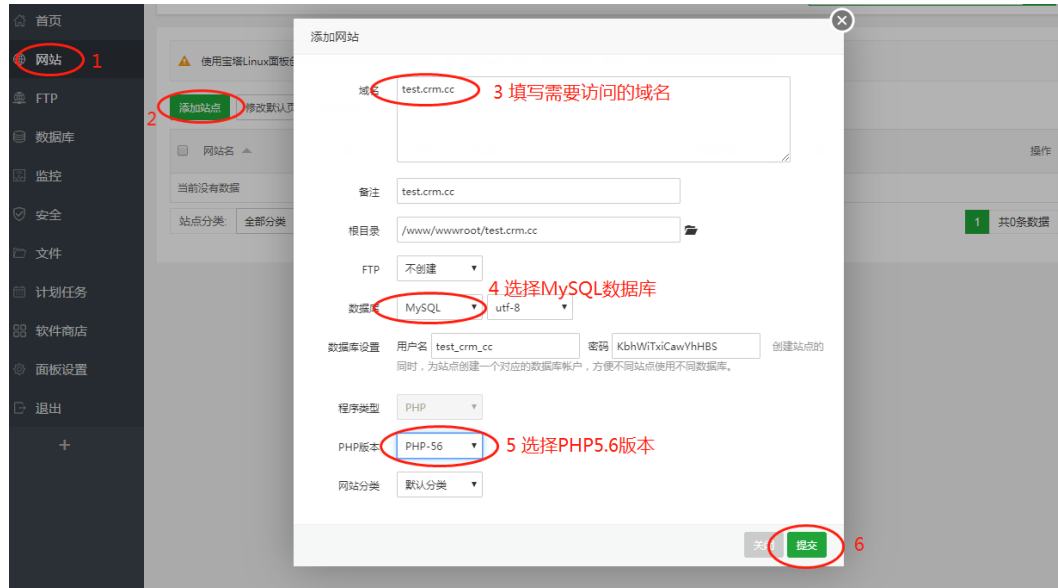 首页
网站
1
FTP
数据库
监控
安全
文件
计划任务
软件商店
面板设置
退出
+
使用宝塔Linux面板
2
添加站点
修改默认页
网站名
操作
当前没有数据
站点分类:
全部分类
1
共0条数据
添加网站
域名
test.crm.cc
3 填写需要访问的域名
备注
test.crm.cc
根目录
/www/wwwroot/test.crm.cc
FTP
不创建
4 选择MySQL数据库
数据库
MySQL
utf-8
数据库设置
用户名
test_crm_cc
密码
KbhWiTxiCawYhHBS
创建站点的
同时，为站点创建一个对应的数据库帐户，方便不同站点使用不同数据库。
程序类型
PHP
PHP版本
PHP-56
5 选择PHP5.6版本
网站分类
默认分类
提交
6